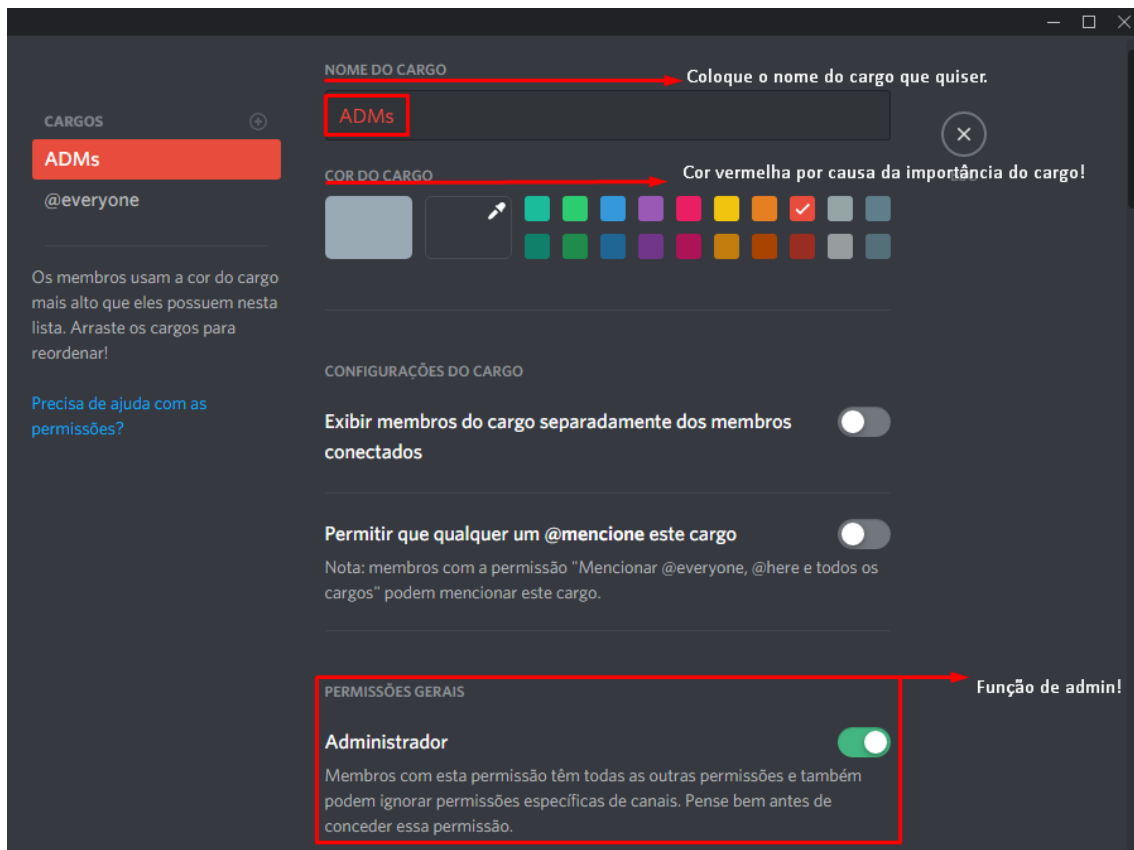 NOME DO CARGO
Coloque o nome do cargo que quiser.
CARGOS
ADMs
ADMs
@everyone
COR DO CARGO
Cor vermelha por causa da importância do cargo!
Os membros usam a cor do cargo
mais alto que eles possuem nesta
lista. Arraste os cargos para
reordenar!
Precisa de ajuda com as
permissões?
CONFIGURAÇÕES DO CARGO
Exibir membros do cargo separadamente dos membros
conectados
Permitir que qualquer um @mencione este cargo
Nota: membros com a permissão "Mencionar @everyone, @here e todos os
cargos" podem mencionar este cargo.
PERMISSÕES GERAIS
Função de admin!
Administrador
Membros com esta permissão têm todas as outras permissões e também
podem ignorar permissões específicas de canais. Pense bem antes de
conceder essa permissão.